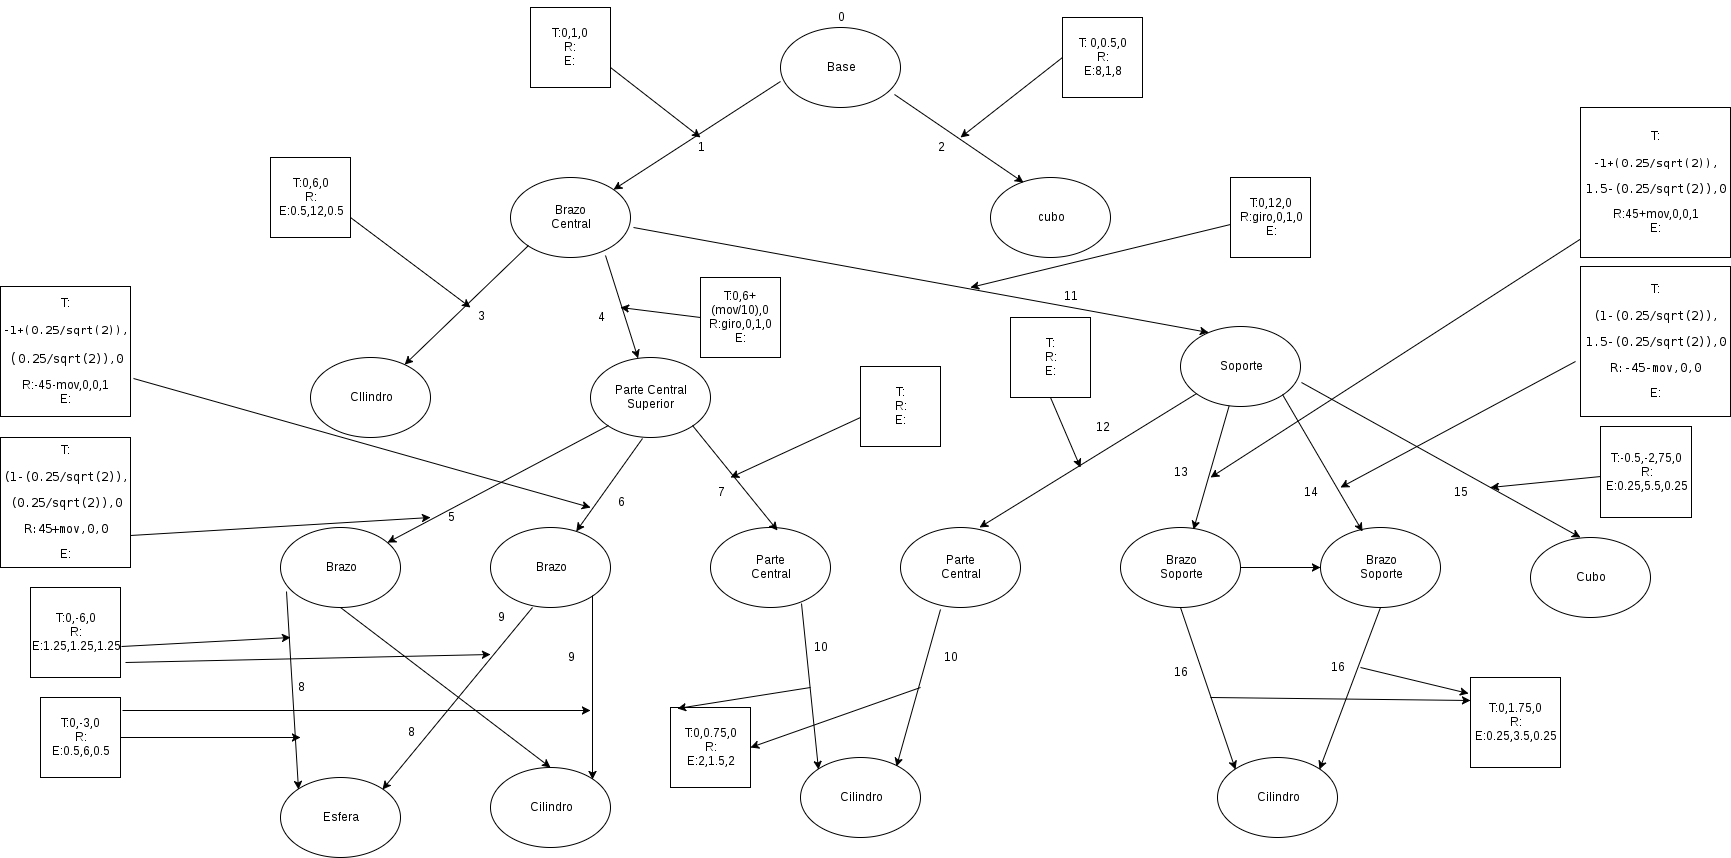 0
T:0,1,0
R:
E:
Base
T: 0,0.5,0
R:
E:8,1,8
T:
-1+(0.25/sqrt(2)),
1.5-(0.25/sqrt(2)),0
R:45+mov,0,0,1
E:
1
2
T:0,6,0
R:
E:0.5,12,0.5
Brazo
Central
cubo
T:0,12,0
R:giro,0,1,0
E:
T:
-1+(0.25/sqrt(2)),
(0.25/sqrt(2)),0
R:-45-mov,0,0,1
E:
3
4
T:0,6+
(mov/10),0
R:giro,0,1,0
E:
11
T:
(1-(0.25/sqrt(2)),
1.5-(0.25/sqrt(2)),0
R:-45-mov,0,0
E:
T:
R:
E:
Soporte
CIlindro
Parte Central
Superior
T:
R:
E:
12
T:
(1-(0.25/sqrt(2)),
(0.25/sqrt(2)),0
R:45+mov,0,0
E:
13
14
15
T:-0.5,-2,75,0
R:
E:0.25,5.5,0.25
5
6
7
Brazo
Brazo
Parte
Central
Parte
Central
Brazo
Soporte
Brazo
Soporte
Cubo
T:0,-6,0
R:
E:1.25,1.25,1.25
9
9
10
10
16
16
8
8
T:0,-3,0
R:
E:0.5,6,0.5
T:0,0.75,0
R:
E:2,1.5,2
T:0,1.75,0
R:
E:0.25,3.5,0.25
Esfera
Cilindro
Cilindro
Cilindro